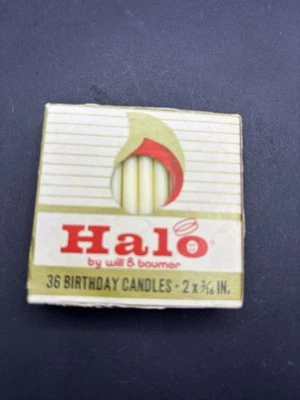 Halo
by will & baumer
36 BIRTHDAY CANDLES - 2 x 3/16 IN.